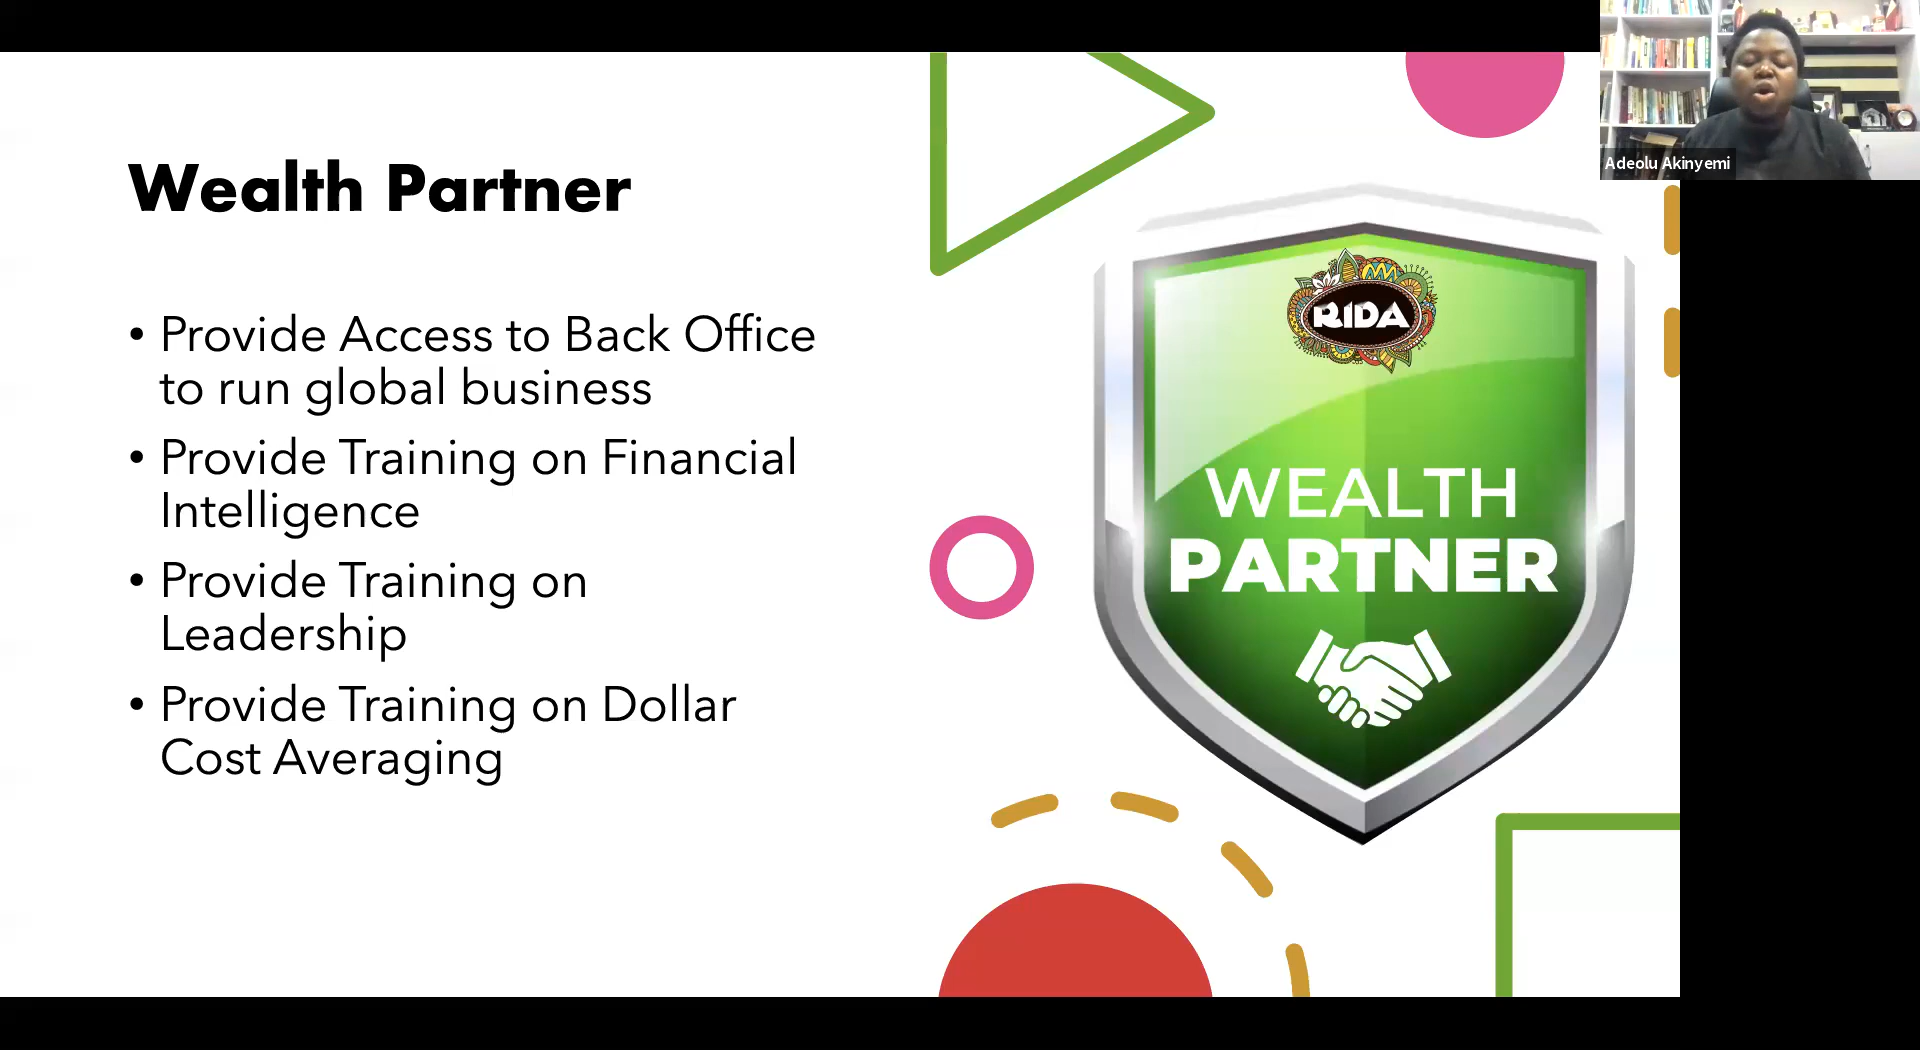 Adeolu Akinyemi
Wealth Partner
• Provide Access to Back Office
to run global business
• Provide Training on Financial
Intelligence
• Provide Training on
Leadership
• Provide Training on Dollar
Cost Averaging
RIDA
WEALTH
PARTNER